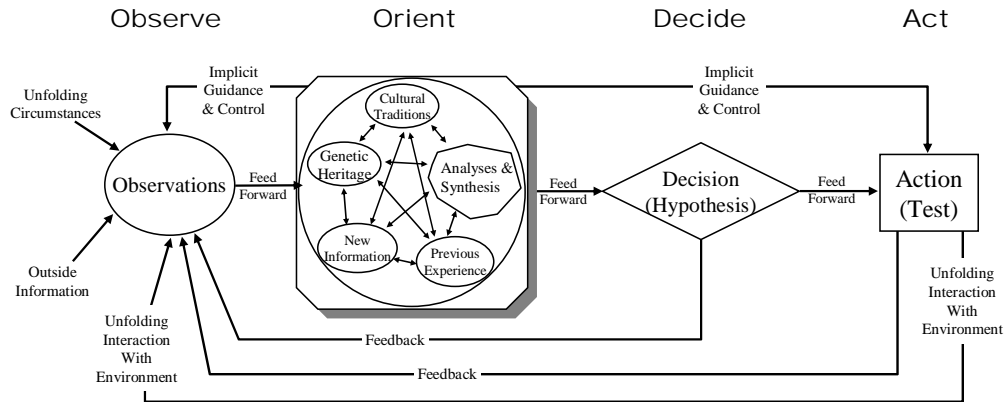 Observe
Orient
Decide
Act
Implicit
Guidance
& Control
Unfolding
Circumstances
Observations
Outside
Information
Unfolding
Interaction
With
Environment
Feed
Forward
Cultural
Traditions
Genetic
Heritage
Analyses &
Synthesis
New
Information
Previous
Experience
Feed
Forward
Implicit
Guidance
& Control
Decision
(Hypothesis)
Feed
Forward
Action
(Test)
Unfolding
Interaction
With
Environment
Feedback
Feedback